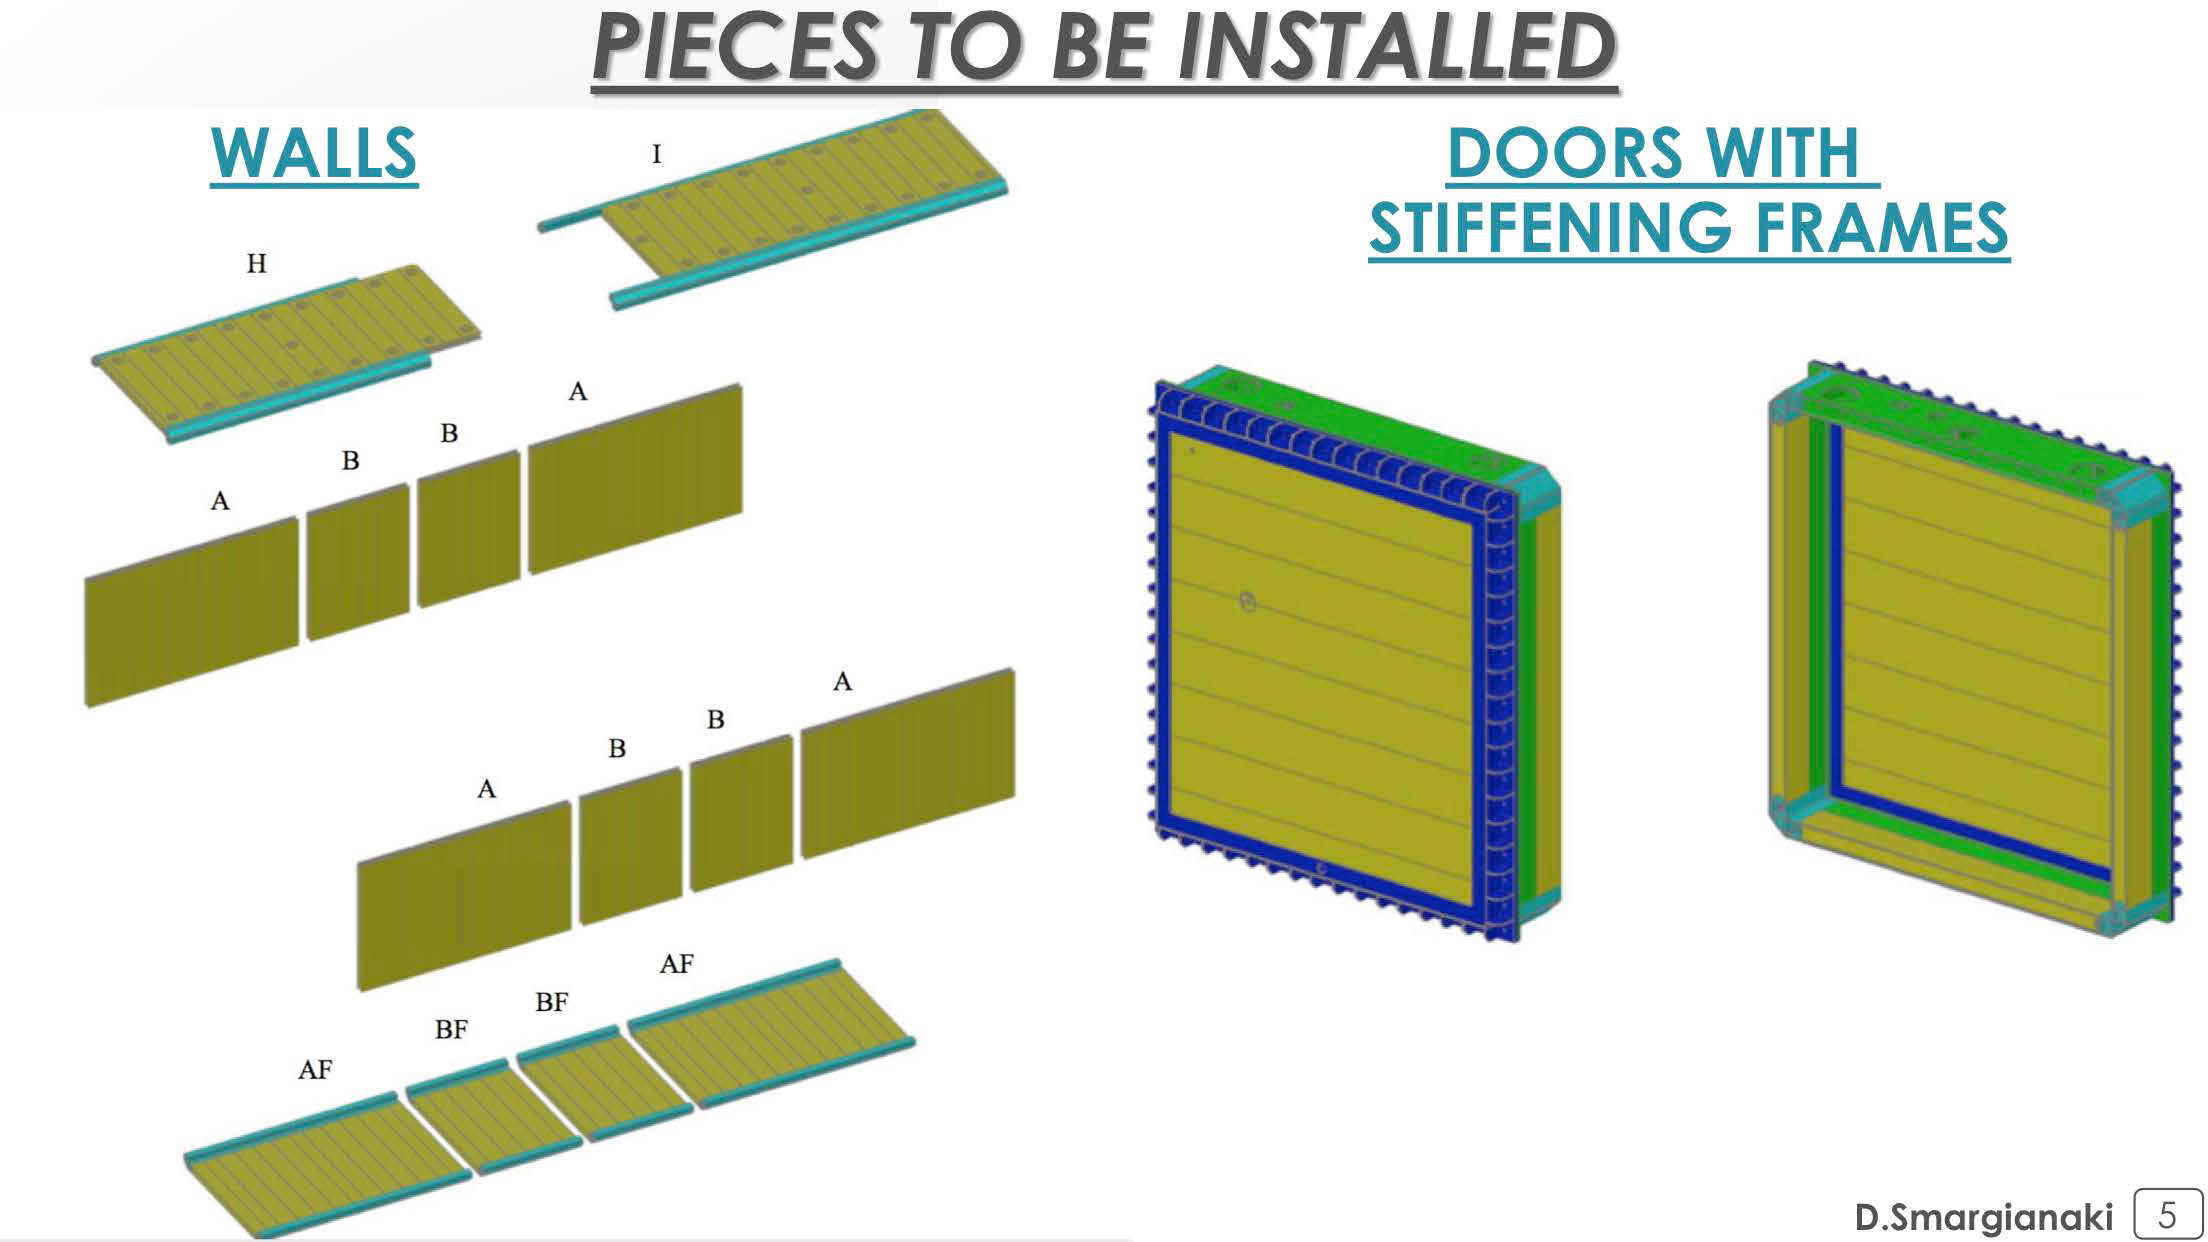 PIECES TO BE INSTALLED
WALLS
I
H
A
B
B
A
A
B
B
A
AF
BF
BF
AF
DOORS WITH
STIFFENING FRAMES
D.Smargianaki
5